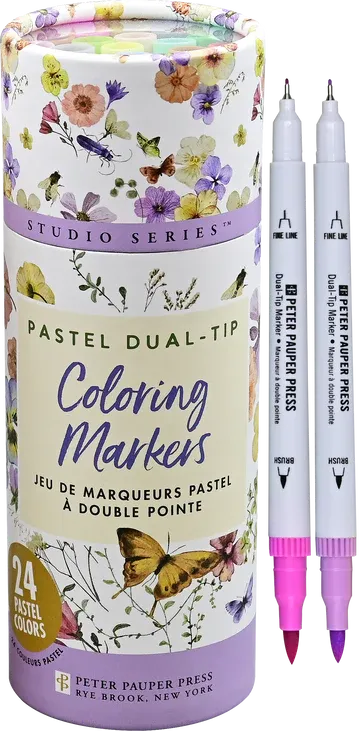 STUDIO SERIES™
PASTEL DUAL-TIP
Coloring
Markers
JEU DE MARQUEURS PASTEL
À DOUBLE POINTE
24
PASTEL
COLORS
24 COULEURS PASTEL
PETER PAUPER PRESS
RYE BROOK, NEW YORK
FINE LINE
PETER PAUPER PRESS
Dual-Tip Marker • Marqueur à double pointe
BRUSH
FINE LINE
PETER PAUPER PRESS
Dual-Tip Marker • Marqueur à double pointe
BRUSH